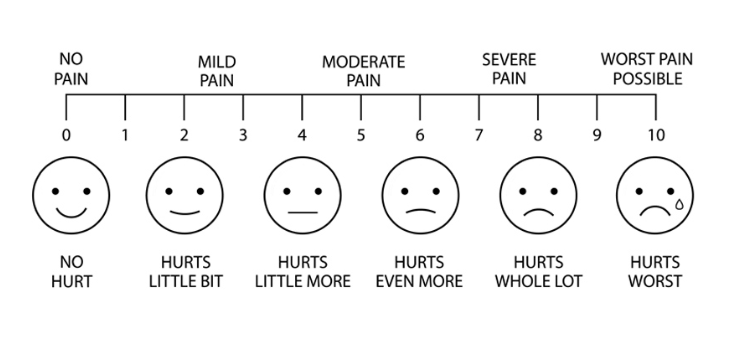 NO
PAIN
MILD
PAIN
MODERATE
PAIN
SEVERE
PAIN
WORST PAIN
POSSIBLE
0 1 2 3 4 5 6 7 8 9 10
NO
HURT
HURTS
LITTLE BIT
HURTS
LITTLE MORE
HURTS
EVEN MORE
HURTS
WHOLE LOT
HURTS
WORST